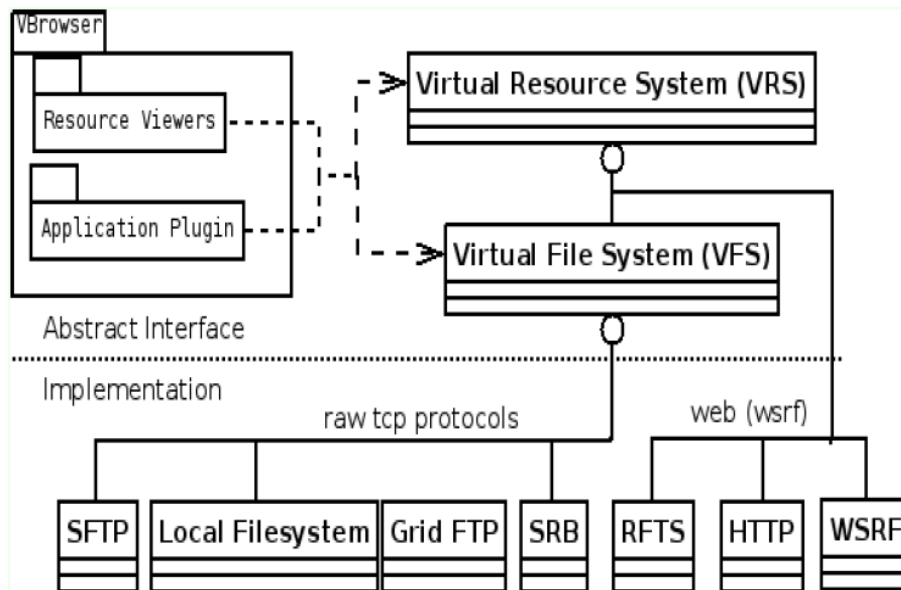 VBrowser
Resource Viewers
Application Plugin
Virtual Resource System (VRS)
Virtual File System (VFS)
Abstract Interface
Implementation
raw tcp protocols
web (wsrf)
SFTP
Local Filesystem
Grid FTP
SRB
RFTS
HTTP
WSRF